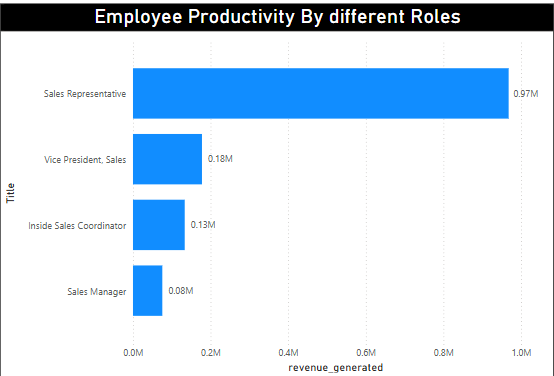 Employee Productivity By different Roles
Title
Sales Representative 0.97M
Vice President, Sales 0.18M
Inside Sales Coordinator 0.13M
Sales Manager 0.08M
0.0M 0.2M 0.4M 0.6M 0.8M 1.0M
revenue_generated